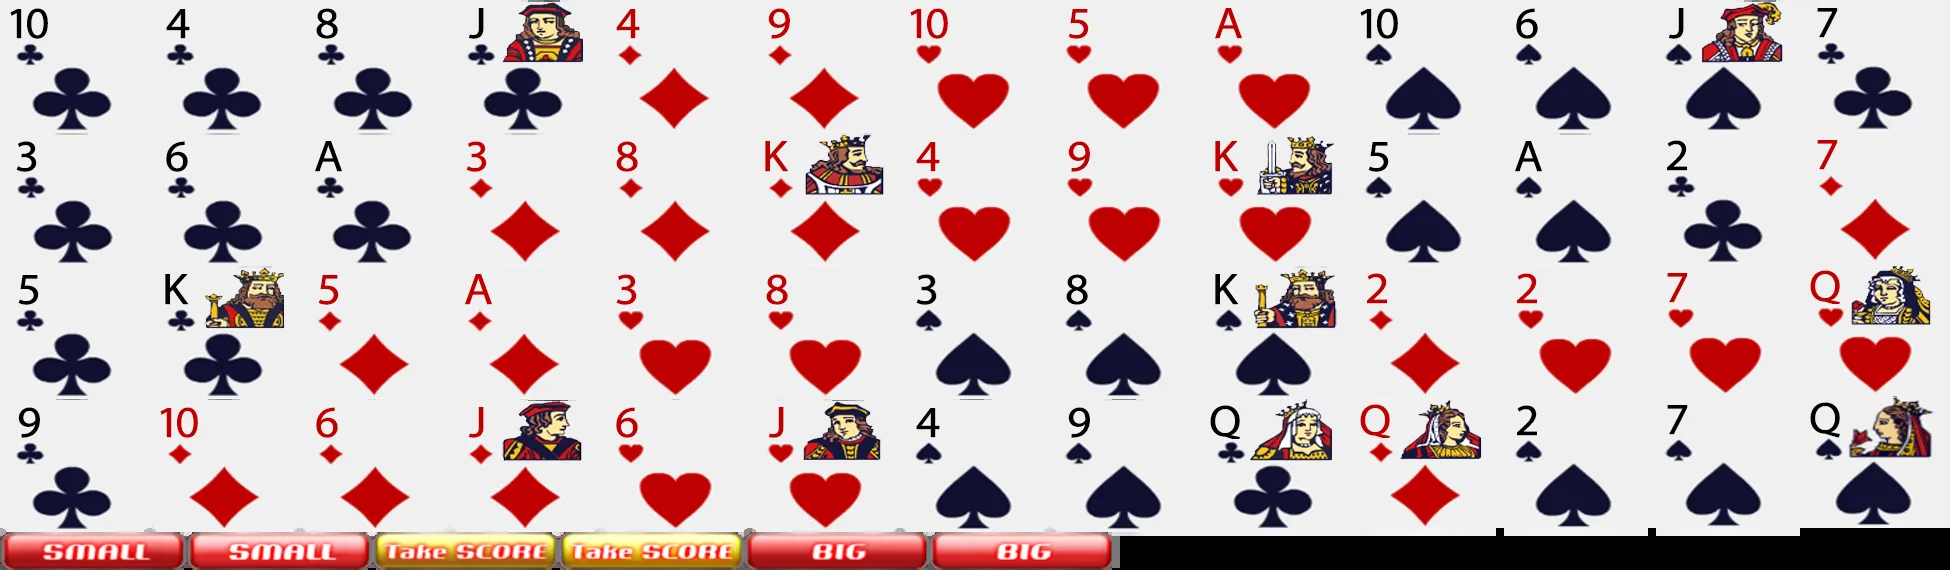 10 4 8 J 4 9 10 5 A 10 6 J 7
3 6 A 3 8 K 4 9 K 5 A 2 7
5 K 5 A 3 8 3 8 K 2 2 7 Q
9 10 6 J 6 J 4 9 Q Q 2 7 Q
SMALL SMALL Take SCORE Take SCORE BIG BIG